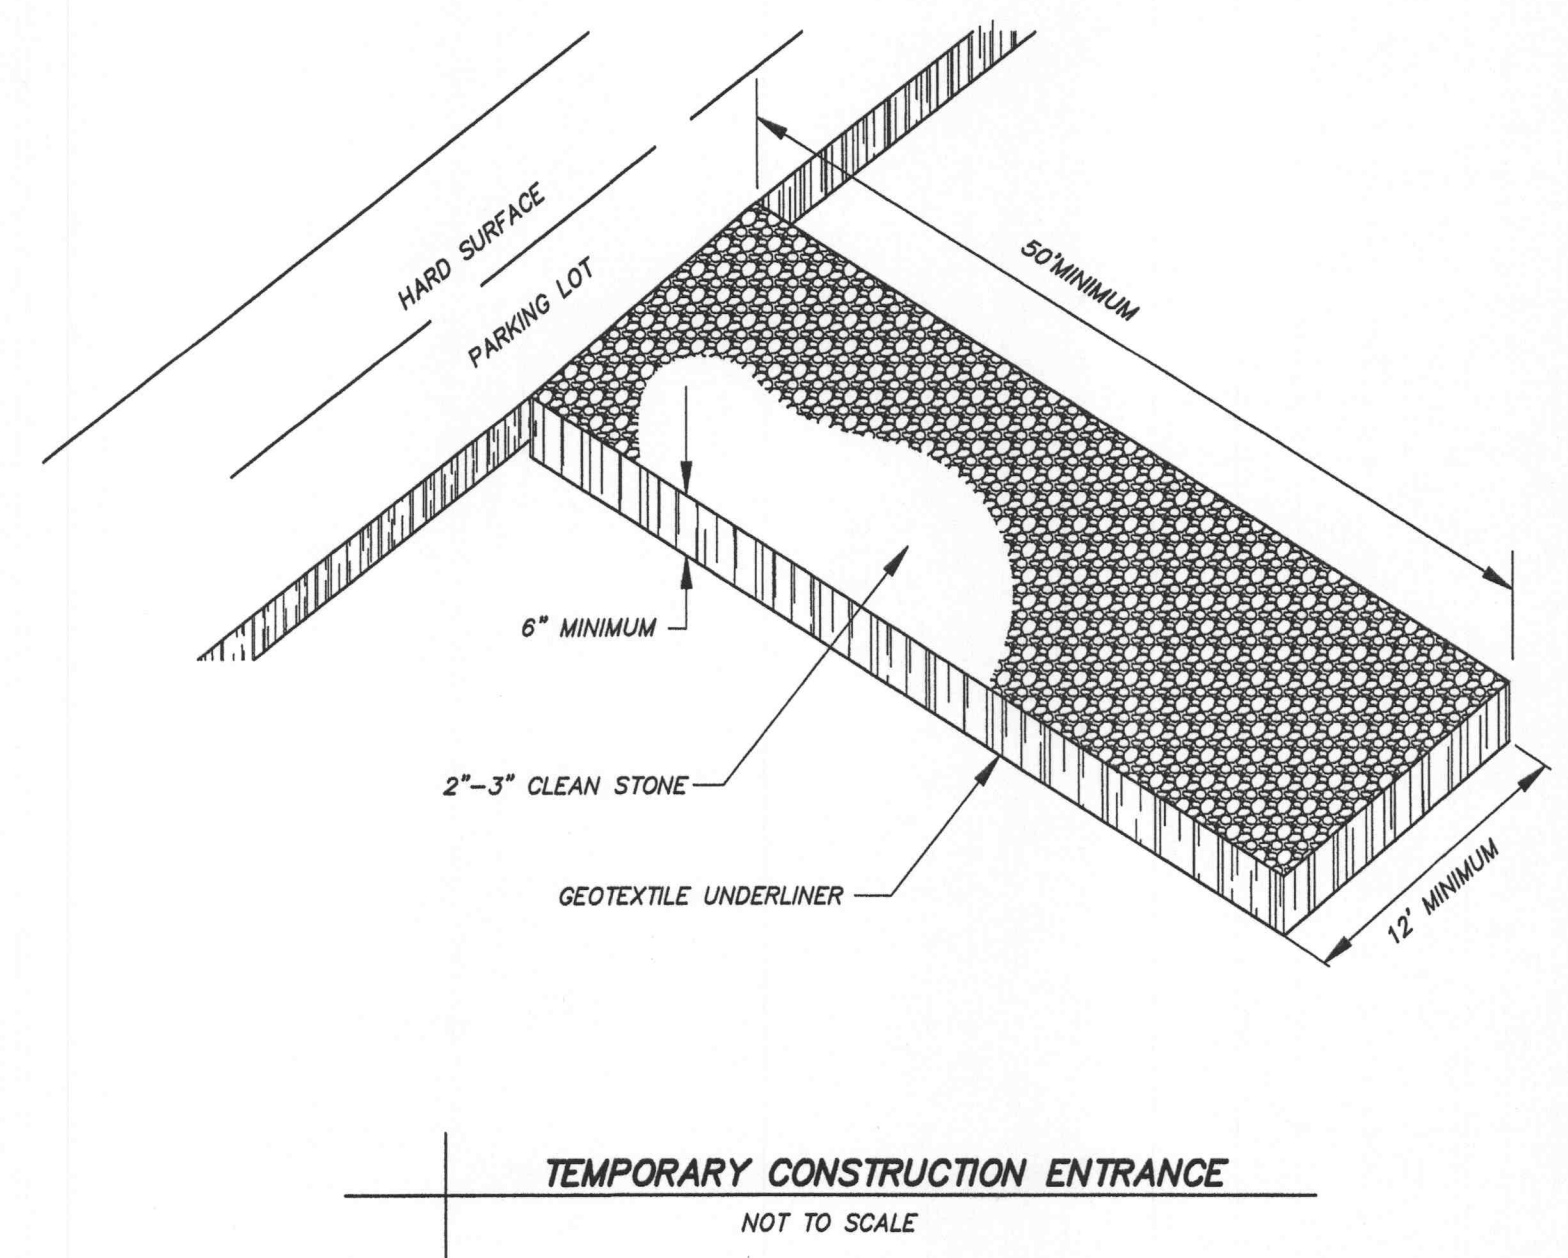 HARD SURFACE
PARKING LOT
50'MINIMUM
6" MINIMUM
2"-3" CLEAN STONE
GEOTEXTILE UNDERLINER
12' MINIMUM
TEMPORARY CONSTRUCTION ENTRANCE
NOT TO SCALE